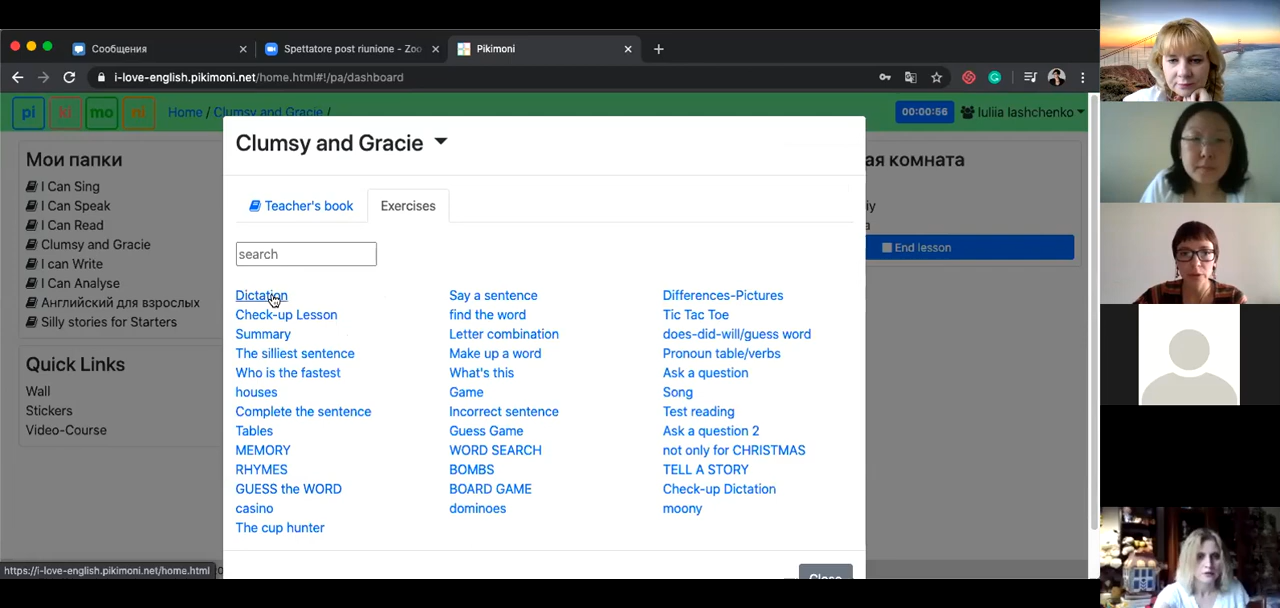 Сообщения
Spettatore post riunione - Zoo
Pikimoni
i-love-english.pikimoni.net/home.html#!/pa/dashboard
pi ki mo ni Home / Clumsy and Gracie /
00:00:56 Iuliia Iashchenko
Мои папки
I Can Sing
I Can Speak
I Can Read
Clumsy and Gracie
I can Write
I Can Analyse
Английский для взрослых
Silly stories for Starters
Quick Links
Wall
Stickers
Video-Course
Clumsy and Gracie
Teacher's book
Exercises
search
Dictation
Check-up Lesson
Summary
The silliest sentence
Who is the fastest
houses
Complete the sentence
Tables
MEMORY
RHYMES
GUESS the WORD
casino
The cup hunter
Say a sentence
find the word
Letter combination
Make up a word
What's this
Game
Incorrect sentence
Guess Game
WORD SEARCH
BOMBS
BOARD GAME
dominoes
Differences-Pictures
Tic Tac Toe
does-did-will/guess word
Pronoun table/verbs
Ask a question
Song
Test reading
Ask a question 2
not only for CHRISTMAS
TELL A STORY
Check-up Dictation
moony
Close
ая комната
iy
a
End lesson
https://i-love-english.pikimoni.net/home.html